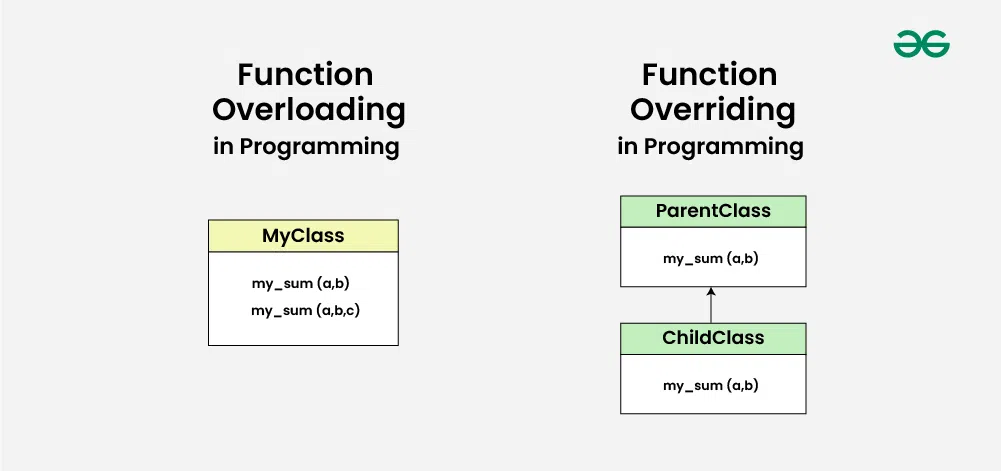 Function
Overloading
in Programming
MyClass
my_sum (a,b)
my_sum (a,b,c)
Function
Overriding
in Programming
ParentClass
my_sum (a,b)
ChildClass
my_sum (a,b)